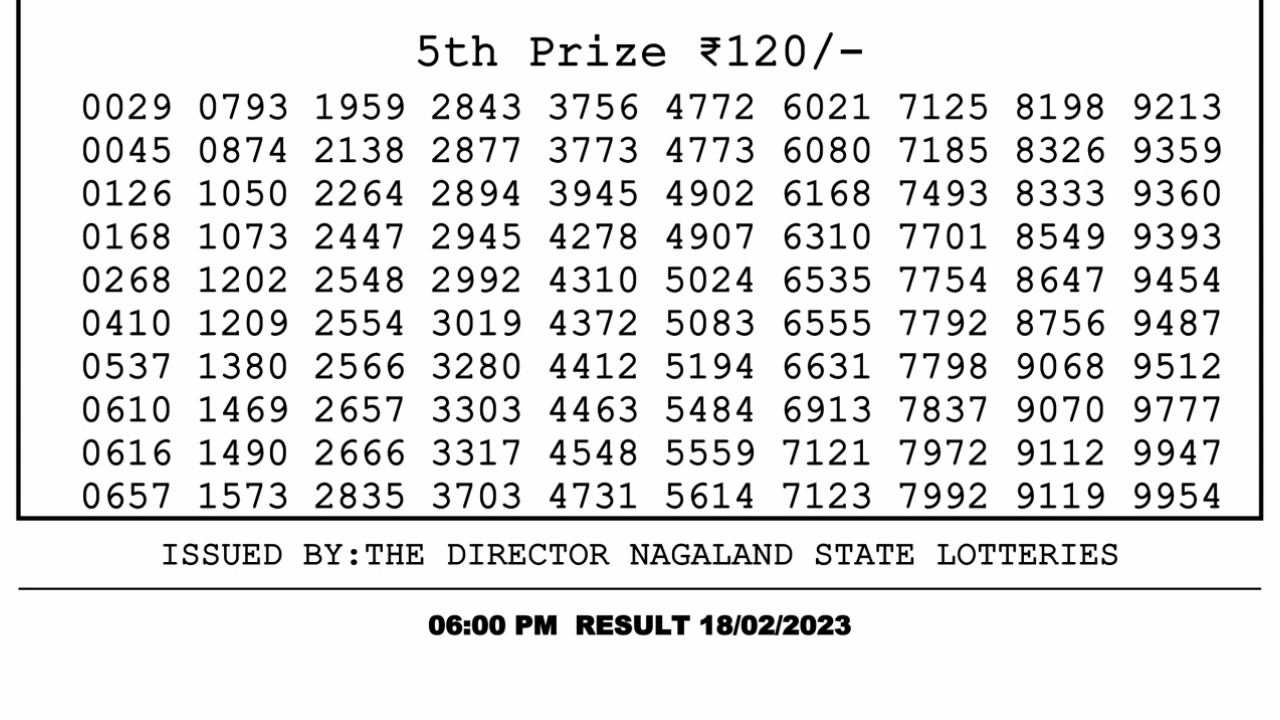 5th Prize ₹120/-
0029 0793 1959 2843 3756 4772 6021 7125 8198 9213
0045 0874 2138 2877 3773 4773 6080 7185 8326 9359
0126 1050 2264 2894 3945 4902 6168 7493 8333 9360
0168 1073 2447 2945 4278 4907 6310 7701 8549 9393
0268 1202 2548 2992 4310 5024 6535 7754 8647 9454
0410 1209 2554 3019 4372 5083 6555 7792 8756 9487
0537 1380 2566 3280 4412 5194 6631 7798 9068 9512
0610 1469 2657 3303 4463 5484 6913 7837 9070 9777
0616 1490 2666 3317 4548 5559 7121 7972 9112 9947
0657 1573 2835 3703 4731 5614 7123 7992 9119 9954
ISSUED BY:THE DIRECTOR NAGALAND STATE LOTTERIES
06:00 PM RESULT 18/02/2023